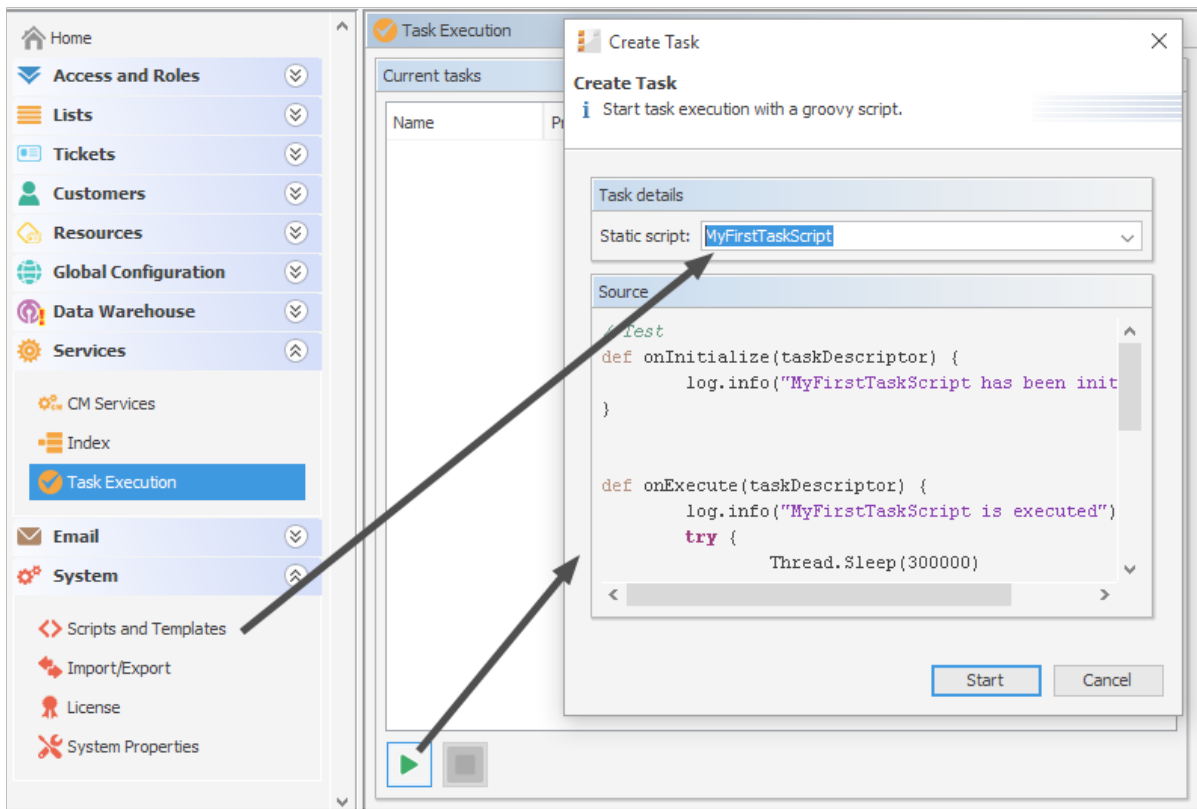 Home
Access and Roles
Lists
Tickets
Customers
Resources
Global Configuration
Data Warehouse
Services
CM Services
Index
Task Execution
Email
System
Scripts and Templates
Import/Export
License
System Properties
Task Execution
Current tasks
Name
Create Task
Create Task
Start task execution with a groovy script.
Task details
Static script: MyFirstTaskScript
Source
// Test
def onInitialize(taskDescriptor) {
log.info("MyFirstTaskScript has been init
}
def onExecute(taskDescriptor) {
log.info("MyFirstTaskScript is executed")
try {
Thread.Sleep(300000)
Start Cancel